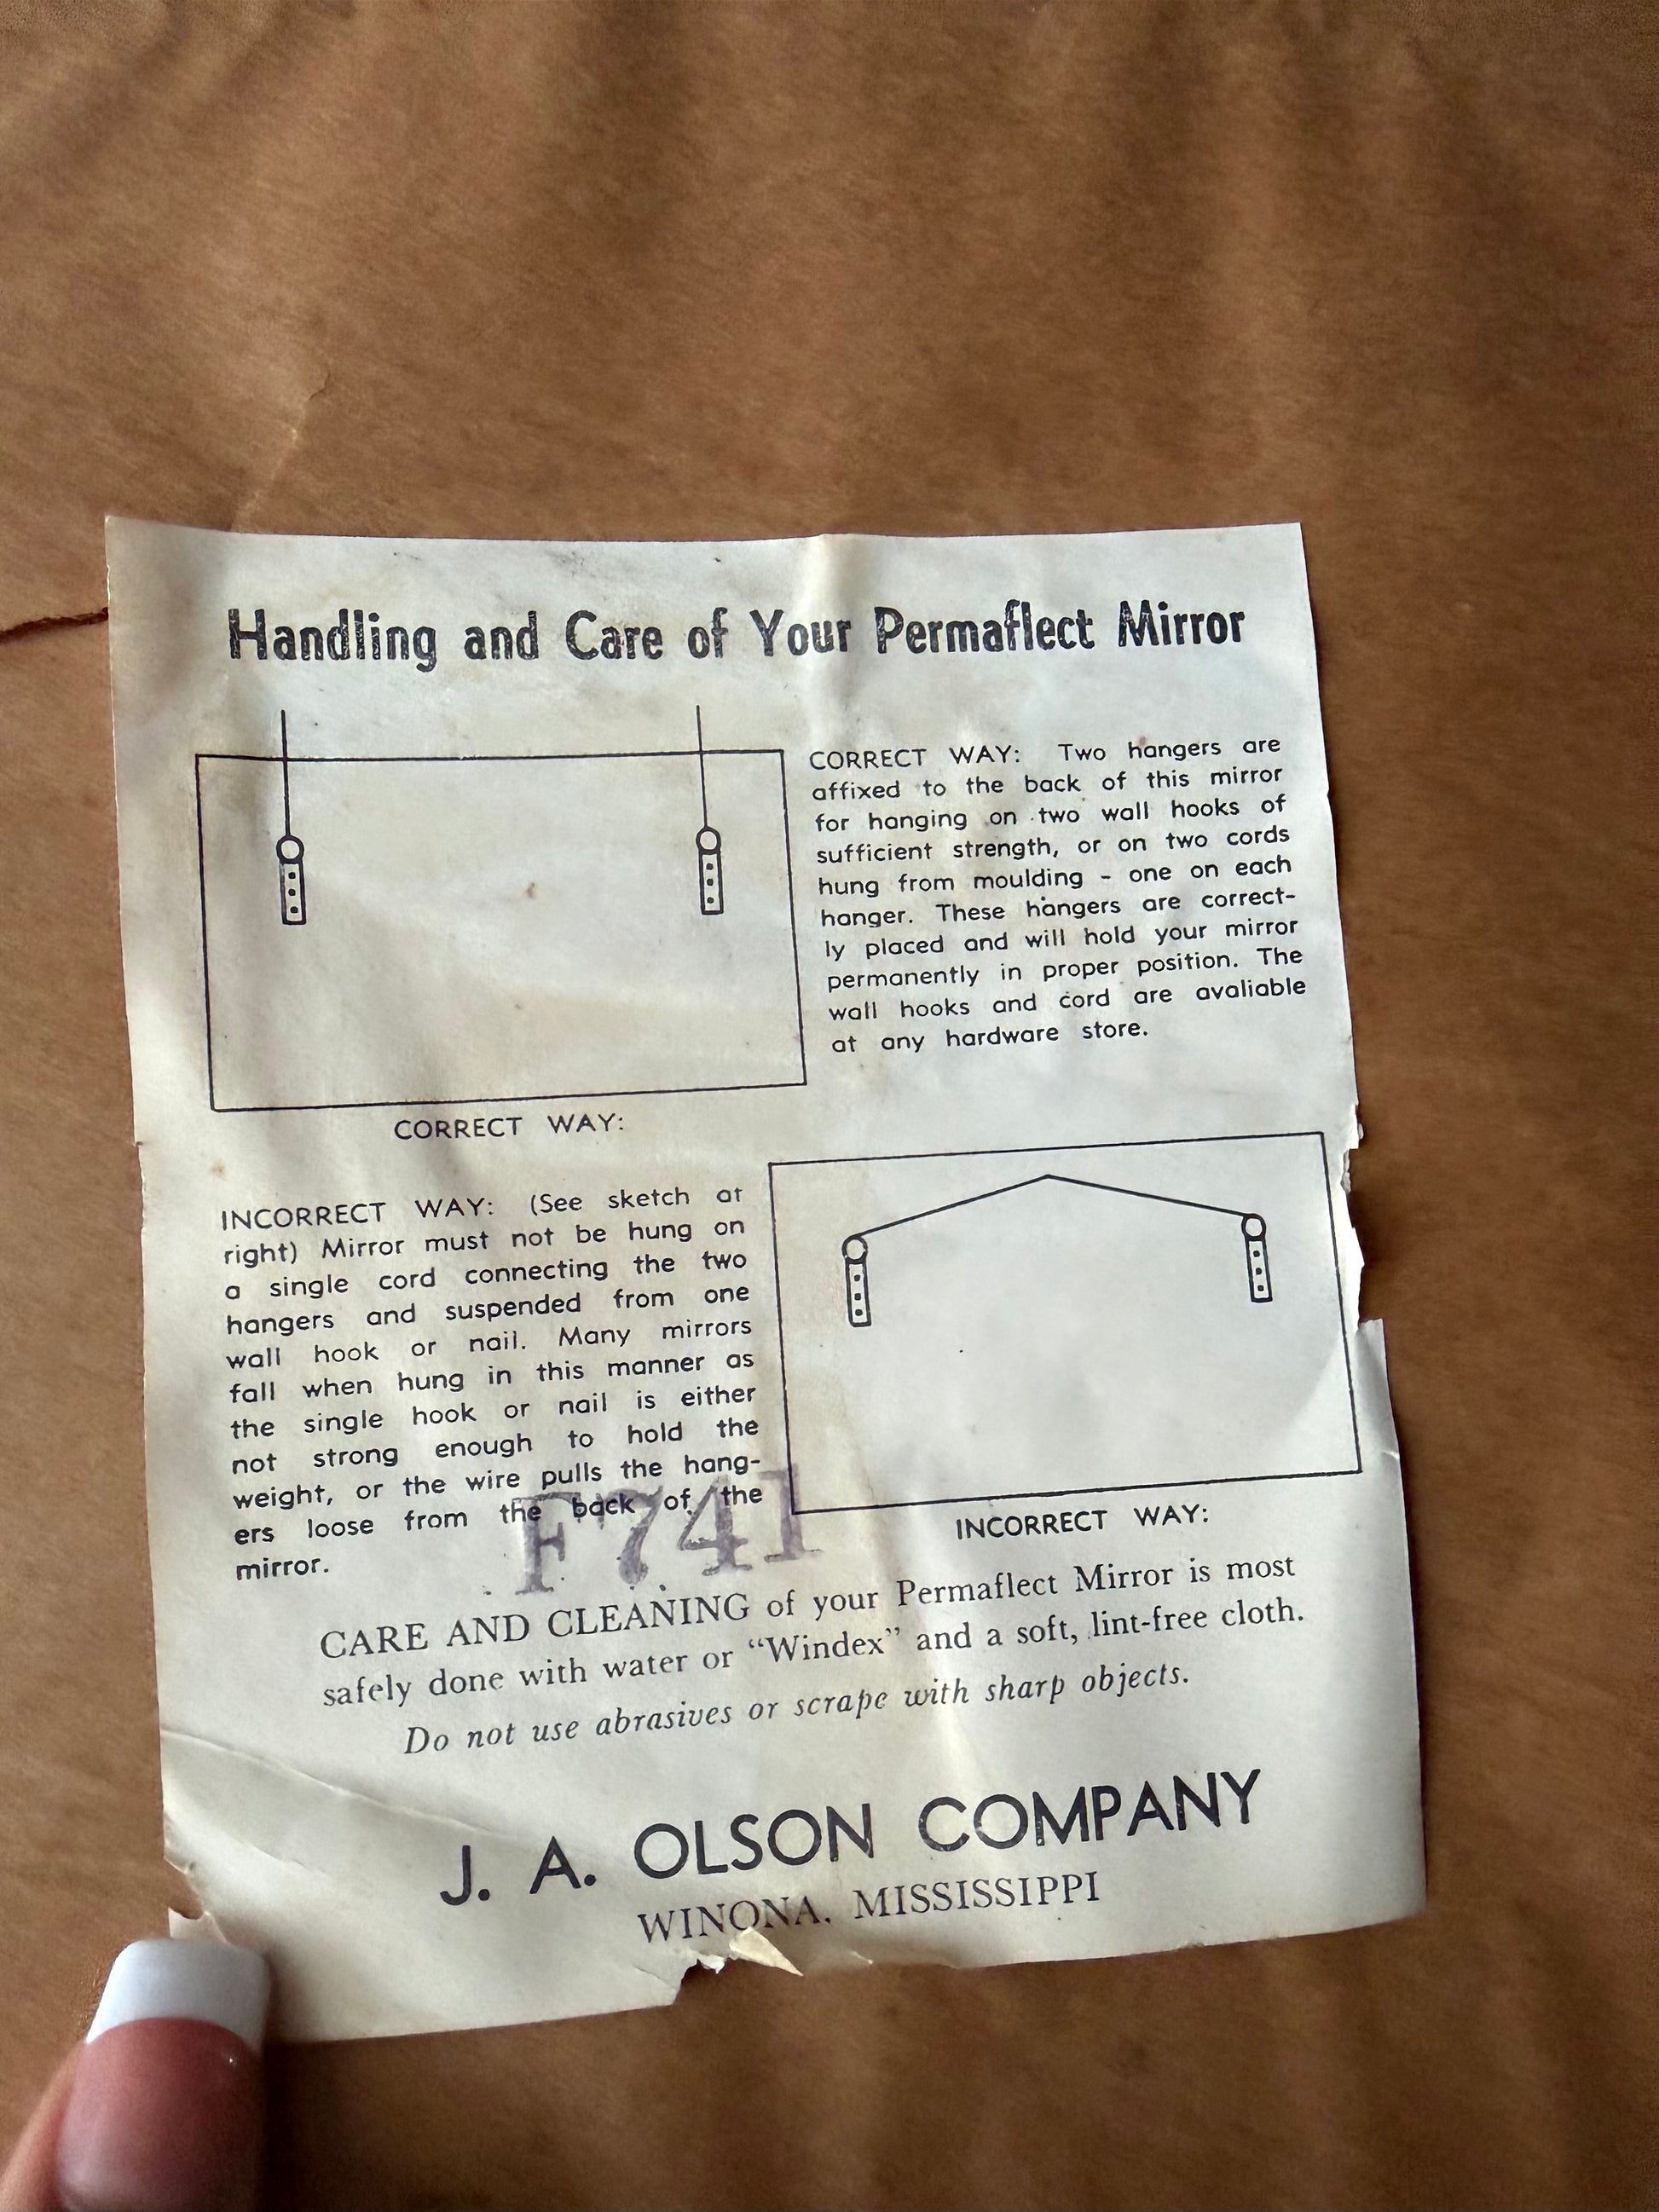 Handling and Care of Your Permaflect Mirror
CORRECT WAY: Two hangers are
affixed to the back of this mirror
for hanging on two wall hooks of
sufficient strength, or on two cords
hung from moulding - one on each
hanger. These hangers are correct-
ly placed and will hold your mirror
permanently in proper position. The
wall hooks and cord are avaliable
at any hardware store.
CORRECT WAY:
INCORRECT WAY: (See sketch at
right) Mirror must not be hung on
a single cord connecting the two
hangers and suspended from one
wall hook or nail. Many mirrors
fall when hung in this manner as
the single hook or nail is either
not strong enough to hold the
weight, or the wire pulls the hang-
ers loose from the back of the
mirror.
F741
INCORRECT WAY:
CARE AND CLEANING of your Permaflect Mirror is most
safely done with water or “Windex” and a soft, lint-free cloth.
Do not use abrasives or scrape with sharp objects.
J. A. OLSON COMPANY
WINONA, MISSISSIPPI